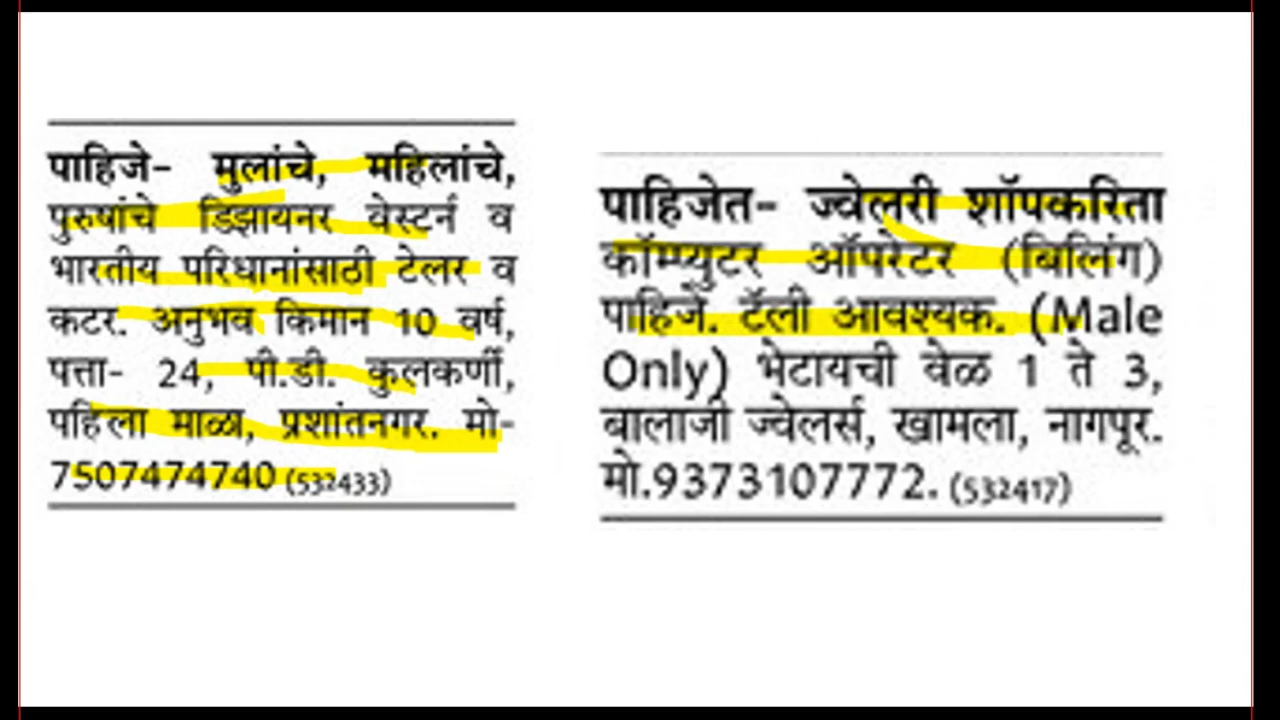 पाहिजे- मुलांचे, महिलांचे,
पुरुषांचे डिझायनर वेस्टर्न व
भारतीय परिधानांसाठी टेलर व
कटर. अनुभव किमान 10 वर्ष,
पत्ता- 24, पी.डी. कुलकर्णी,
पहिला माळा, प्रशांतनगर. मो-
7507474740 (532433)
पाहिजेत- ज्वेलरी शॉपकरिता
कॉम्प्युटर ऑपरेटर (बिलिंग)
पाहिजे. टॅली आवश्यक. (Male
Only) भेटायची वेळ 1 ते 3,
बालाजी ज्वेलर्स, खामला, नागपूर.
मो.9373107772. (532417)